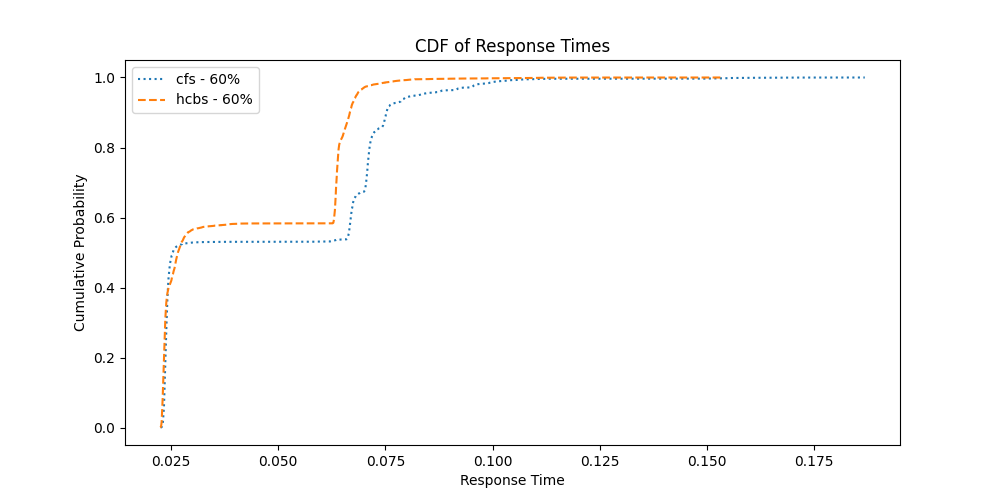 CDF of Response Times
cfs - 60%
hcbs - 60%
Cumulative Probability
1.0
0.8
0.6
0.4
0.2
0.0
0.025 0.050 0.075 0.100 0.125 0.150 0.175
Response Time